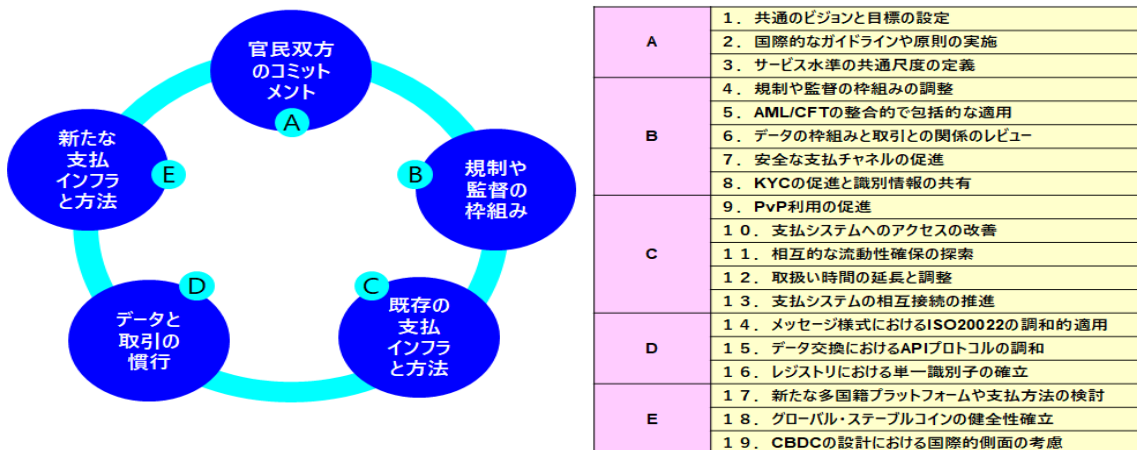 官民双方
のコミット
メント
A
新たな
支払
インフラ
と方法
E
B
規制や
監督の
枠組み
D
データと
取引の
慣行
C
既存の
支払
インフラ
と方法
A
1．共通のビジョンと目標の設定
2．国際的なガイドラインや原則の実施
3．サービス水準の共通尺度の定義
B
4．規制や監督の枠組みの調整
5．AML/CFTの整合的で包括的な適用
6．データの枠組みと取引との関係のレビュー
7．安全な支払チャネルの促進
8．KYCの促進と識別情報の共有
C
9．PvP利用の促進
10．支払システムへのアクセスの改善
11．相互的な流動性確保の探索
12．取扱い時間の延長と調整
13．支払システムの相互接続の推進
D
14．メッセージ様式におけるISO20022の調和的適用
15．データ交換におけるAPIプロトコルの調和
16．レジストリにおける単一識別子の確立
E
17．新たな多国籍プラットフォームや支払方法の検討
18．グローバル・ステーブルコインの健全性確立
19．CBDCの設計における国際的側面の考慮